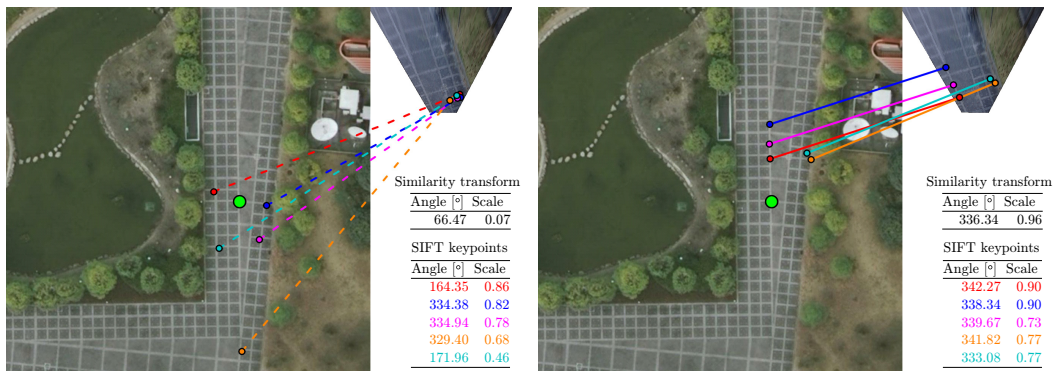 Similarity transform
Angle [°] Scale
66.47 0.07
SIFT keypoints
Angle [°] Scale
164.35 0.86
334.38 0.82
334.94 0.78
329.40 0.68
171.96 0.46
Similarity transform
Angle [°] Scale
336.34 0.96
SIFT keypoints
Angle [°] Scale
342.27 0.90
338.34 0.90
339.67 0.73
341.82 0.77
333.08 0.77